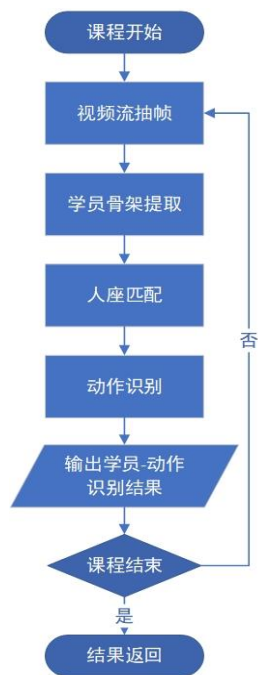 课程开始
视频流抽帧
学员骨架提取
人座匹配
动作识别
输出学员-动作
识别结果
课程结束
否
是
结果返回